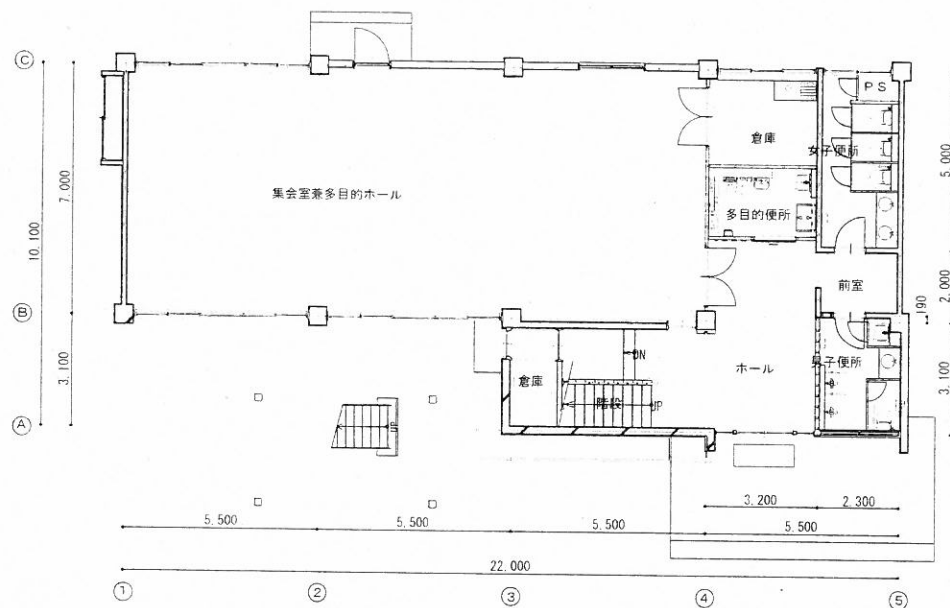 C
PS
倉庫
女子便所
5.000
7.000
集会室兼多目的ホール
多目的便所
10.100
前室
2.000
190
B
3.100
DN
ホール
男子便所
倉庫
階段
UP
3.100
A
UP
3.200
2.300
5.500
5.500
5.500
5.500
22.000
1
2
3
4
5